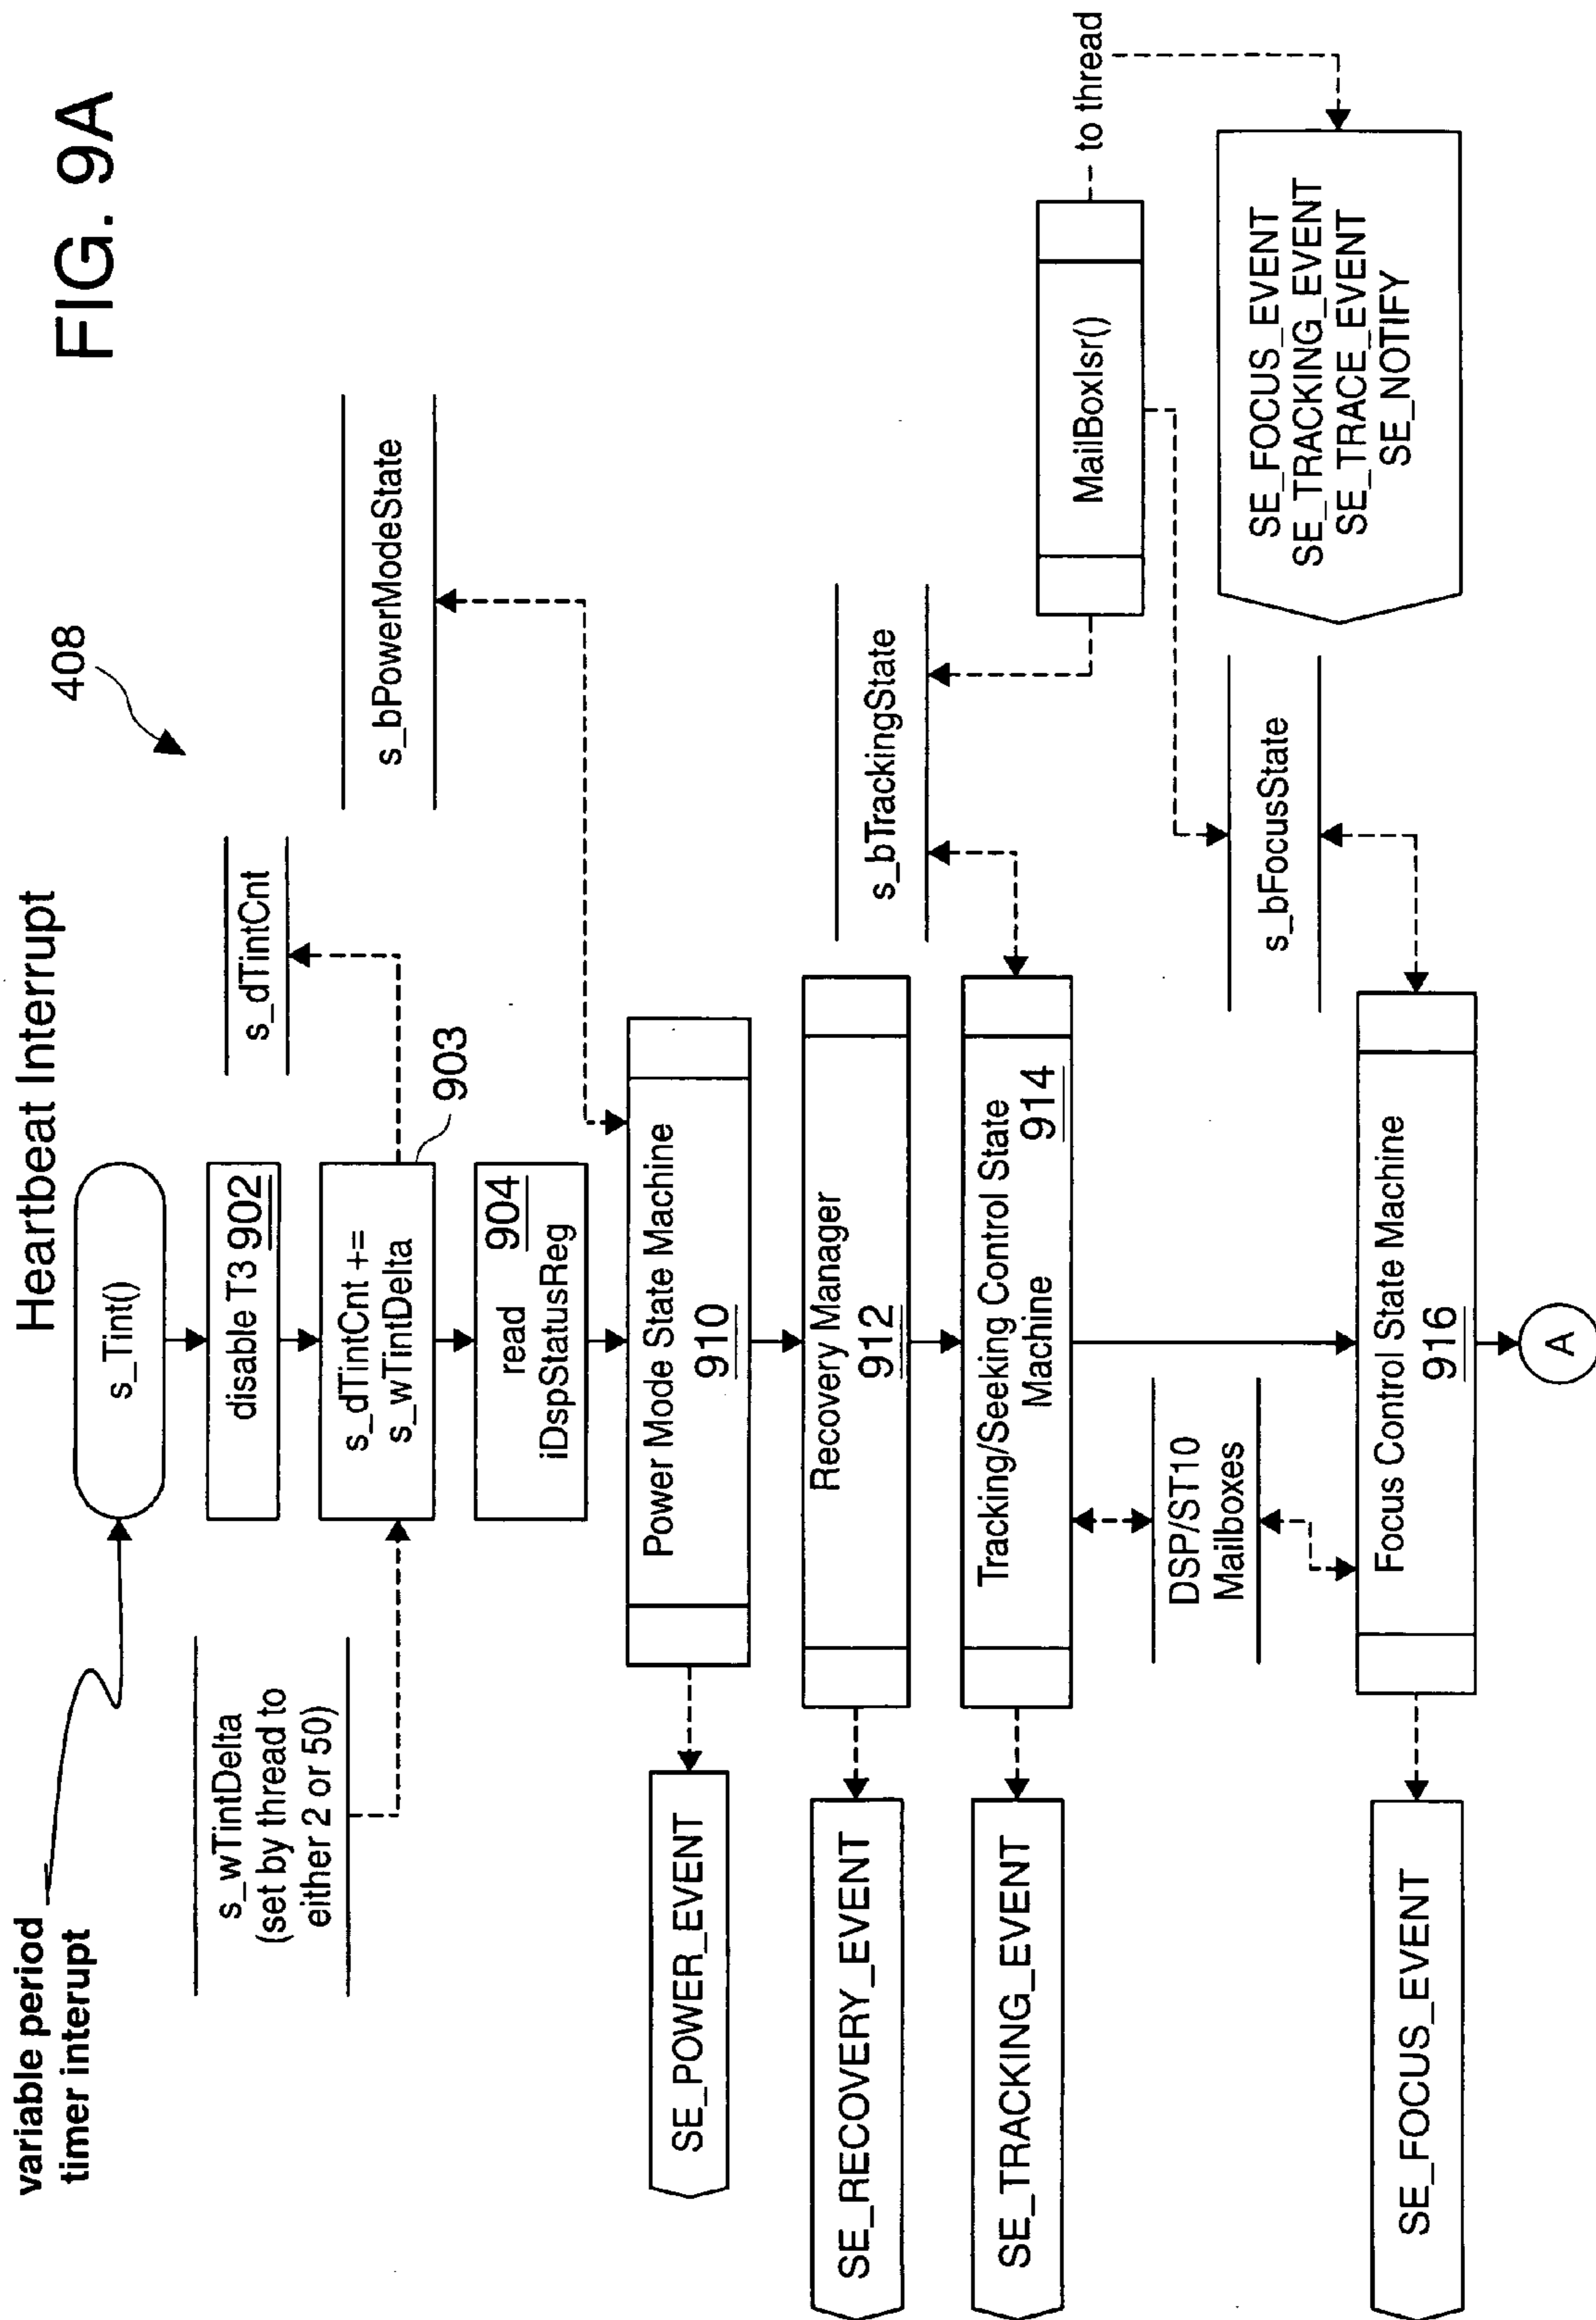 FIG. 9A
Heartbeat Interrupt
408
variable period
timer interupt
s_Tint()
disable T3 902
s_wTintDelta
(set by thread to
either 2 or 50)
s_dTintCnt +=
s_wTintDelta
903
s_dTintCnt
904
read
iDspStatusReg
s_bPowerModeState
Power Mode State Machine
910
SE_POWER_EVENT
Recovery Manager
912
SE_RECOVERY_EVENT
s_bTrackingState
Tracking/Seeking Control State
Machine
914
SE_TRACKING_EVENT
MailBoxIsr()
to thread
DSP/ST10
Mailboxes
s_bFocusState
SE_FOCUS_EVENT
SE_TRACKING_EVENT
SE_TRACE_EVENT
SE_NOTIFY
Focus Control State Machine
916
SE_FOCUS_EVENT
A